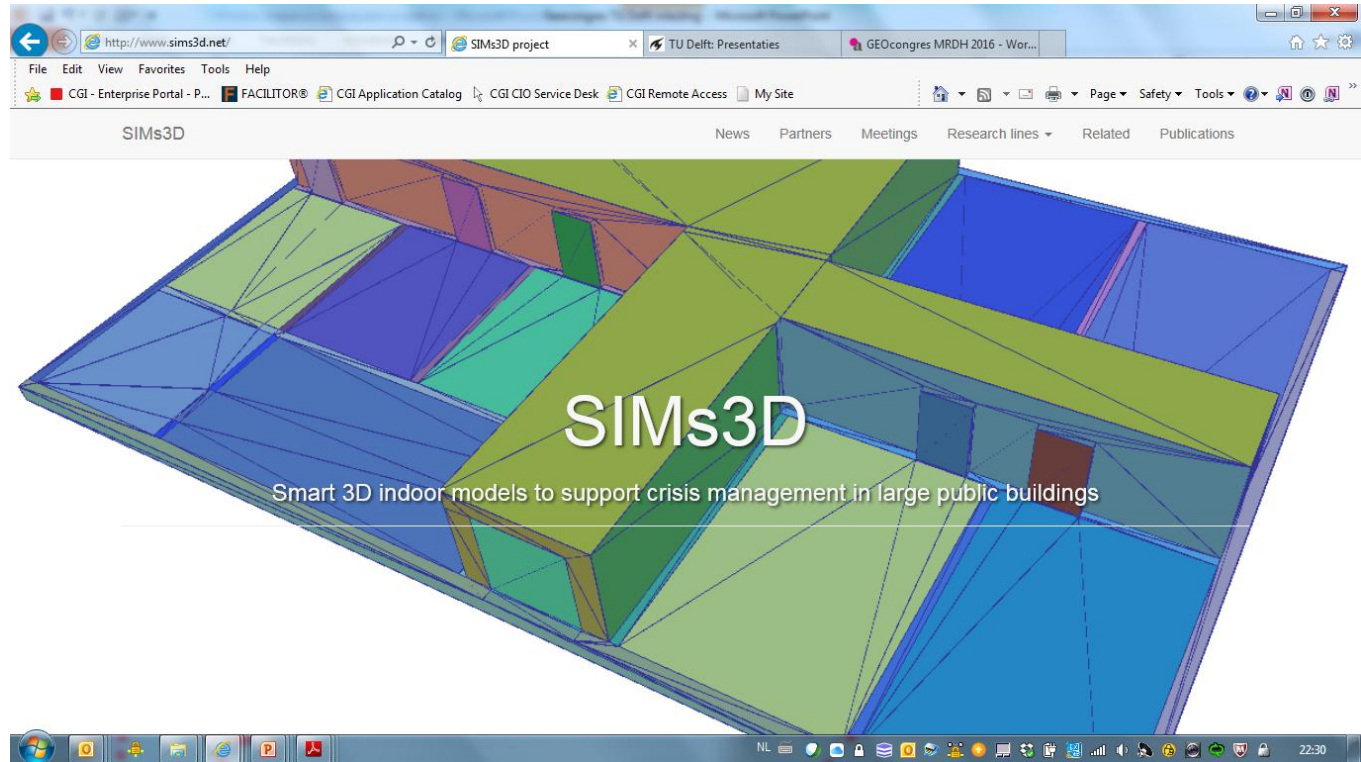 http://www.sims3d.net/
SIMs3D project
TU Delft: Presentaties
GEOcongres MRDH 2016 - Wor...
File Edit View Favorites Tools Help
CGI - Enterprise Portal - P... FACILITOR® CGI Application Catalog CGI CIO Service Desk CGI Remote Access My Site Page Safety Tools
SIMs3D News Partners Meetings Research lines Related Publications
SIMs3D
Smart 3D indoor models to support crisis management in large public buildings
NL 22:30